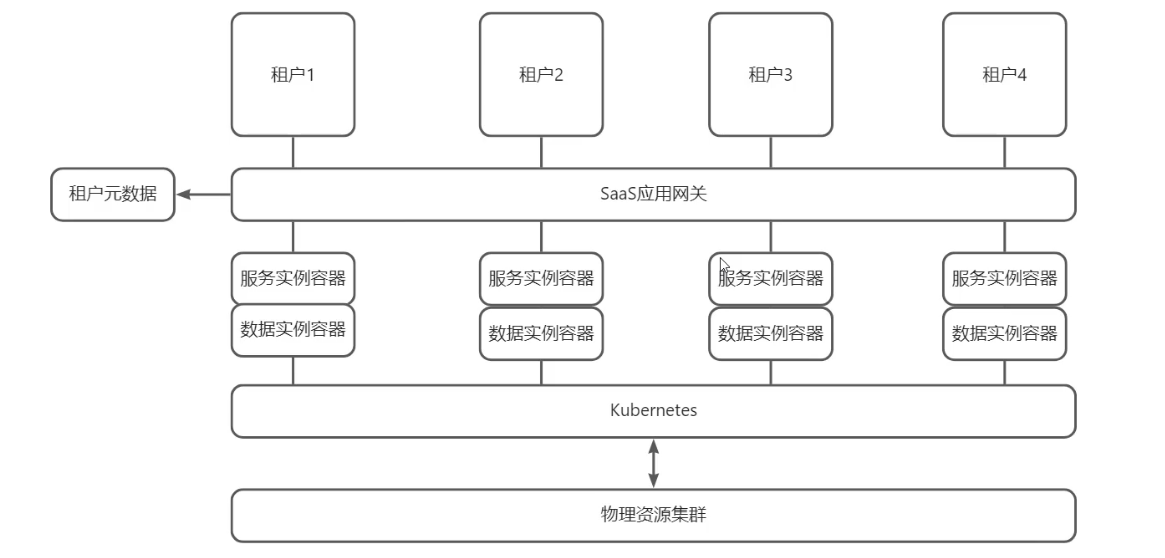 租户1
租户2
租户3
租户4
租户元数据
SaaS应用网关
服务实例容器
服务实例容器
服务实例容器
服务实例容器
数据实例容器
数据实例容器
数据实例容器
数据实例容器
Kubernetes
物理资源集群